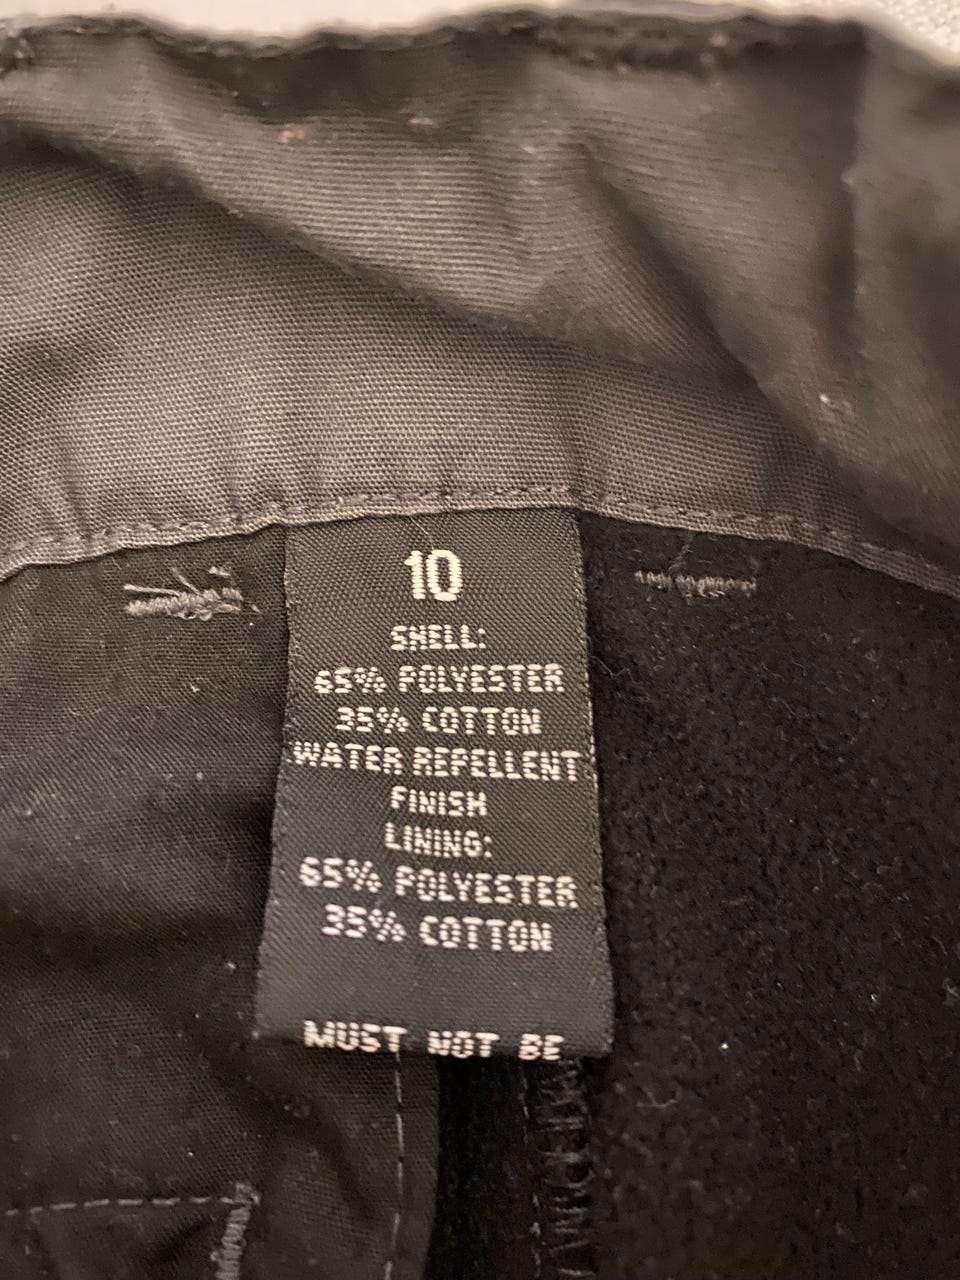 10
SHELL:
65% POLYESTER
35% COTTON
WATER REPELLENT
FINISH
LINING:
65% POLYESTER
35% COTTON
MUST NOT BE